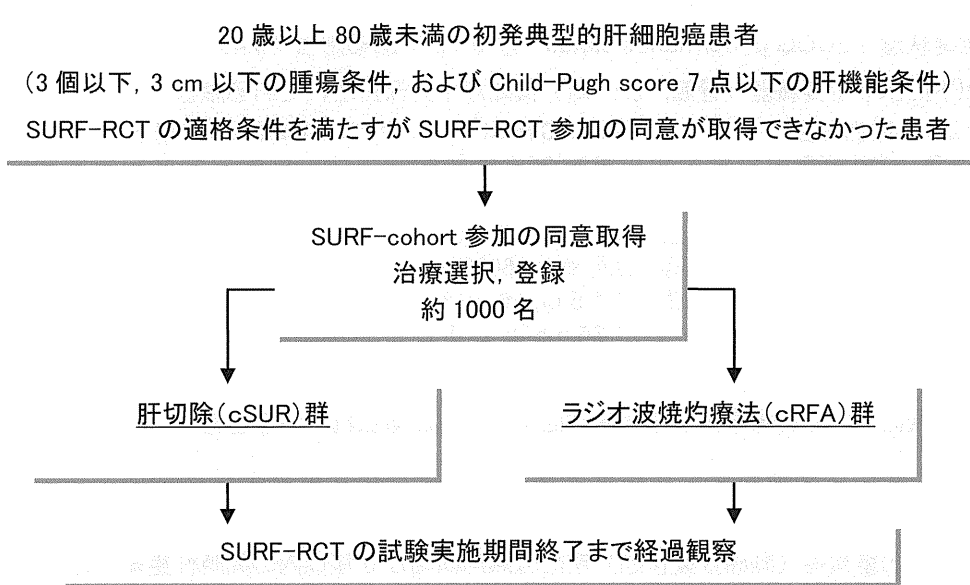 20 歳以上 80 歳未満の初発典型的肝細胞癌患者
(3 個以下, 3 cm 以下の腫瘍条件, および Child-Pugh score 7 点以下の肝機能条件)
SURF-RCT の適格条件を満たすが SURF-RCT 参加の同意が取得できなかった患者
SURF-cohort 参加の同意取得
治療選択, 登録
約 1000 名
肝切除(cSUR)群
ラジオ波焼灼療法(cRFA)群
SURF-RCT の試験実施期間終了まで経過観察